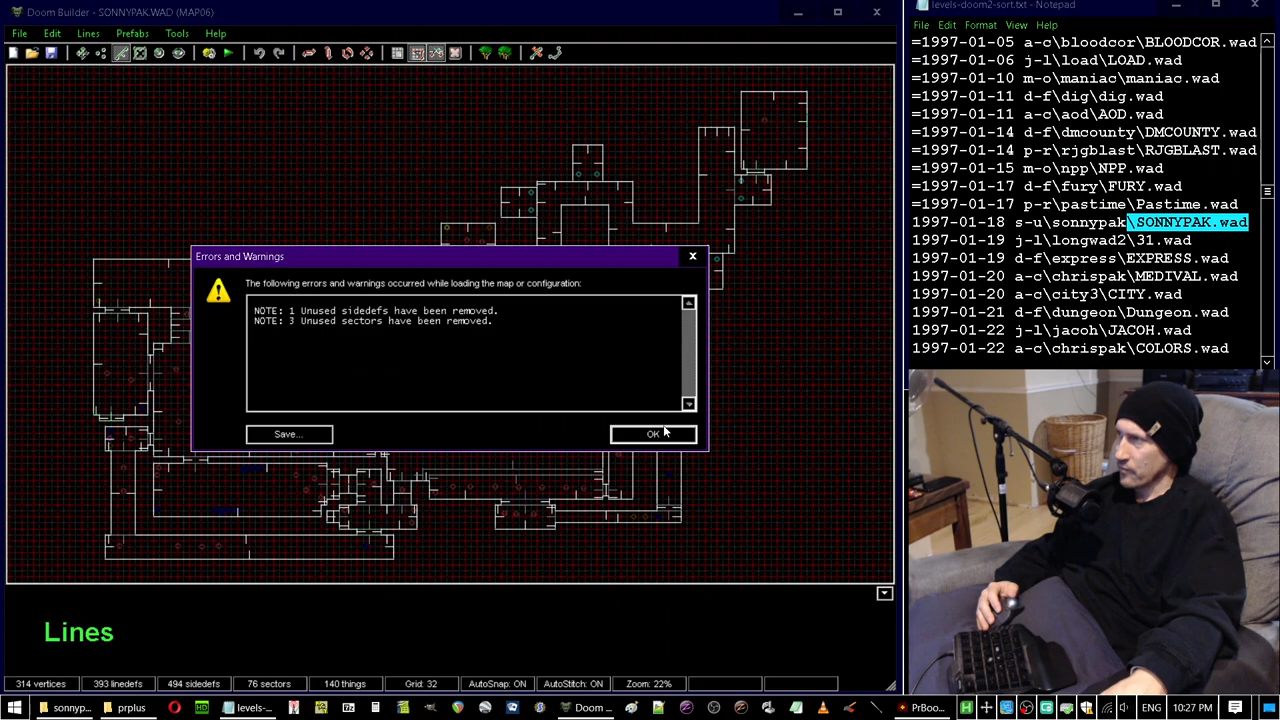 Doom Builder - SONNYPAK.WAD (MAP06)
File Edit Lines Prefabs Tools Help
Errors and Warnings
The following errors and warnings occurred while loading the map or configuration:
NOTE: 1 Unused sidedefs have been removed.
NOTE: 3 Unused sectors have been removed.
Save...
OK
Lines
314 vertices
393 linedefs
494 sidedefs
76 sectors
140 things
Grid: 32
AutoSnap: ON
AutoStitch: ON
Zoom: 22%
levels-doom2-sort.txt - Notepad
File Edit Format View Help
=1997-01-05 a-c\bloodcor\BLOODCOR.wad
=1997-01-06 j-l\load\LOAD.wad
=1997-01-10 m-o\maniac\maniac.wad
=1997-01-11 d-f\dig\dig.wad
=1997-01-11 a-c\aod\AOD.wad
=1997-01-14 d-f\dmcounty\DMCOUNTY.wad
=1997-01-14 p-r\rjgblast\RJGBLAST.wad
=1997-01-15 m-o\npp\NPP.wad
=1997-01-17 d-f\fury\FURY.wad
=1997-01-17 p-r\pastime\Pastime.wad
1997-01-18 s-u\sonnypak\SONNYPAK.wad
1997-01-19 j-l\longwad2\31.wad
1997-01-19 d-f\express\EXPRESS.wad
1997-01-20 a-c\chrispak\MEDIVAL.wad
1997-01-20 a-c\city3\CITY.wad
1997-01-21 d-f\dungeon\Dungeon.wad
1997-01-22 j-l\jacoh\JACOH.wad
1997-01-22 a-c\chrispak\COLORS.wad
sonnyp...
prplus
levels-...
Doom ...
PrBoo...
ENG
10:27 PM